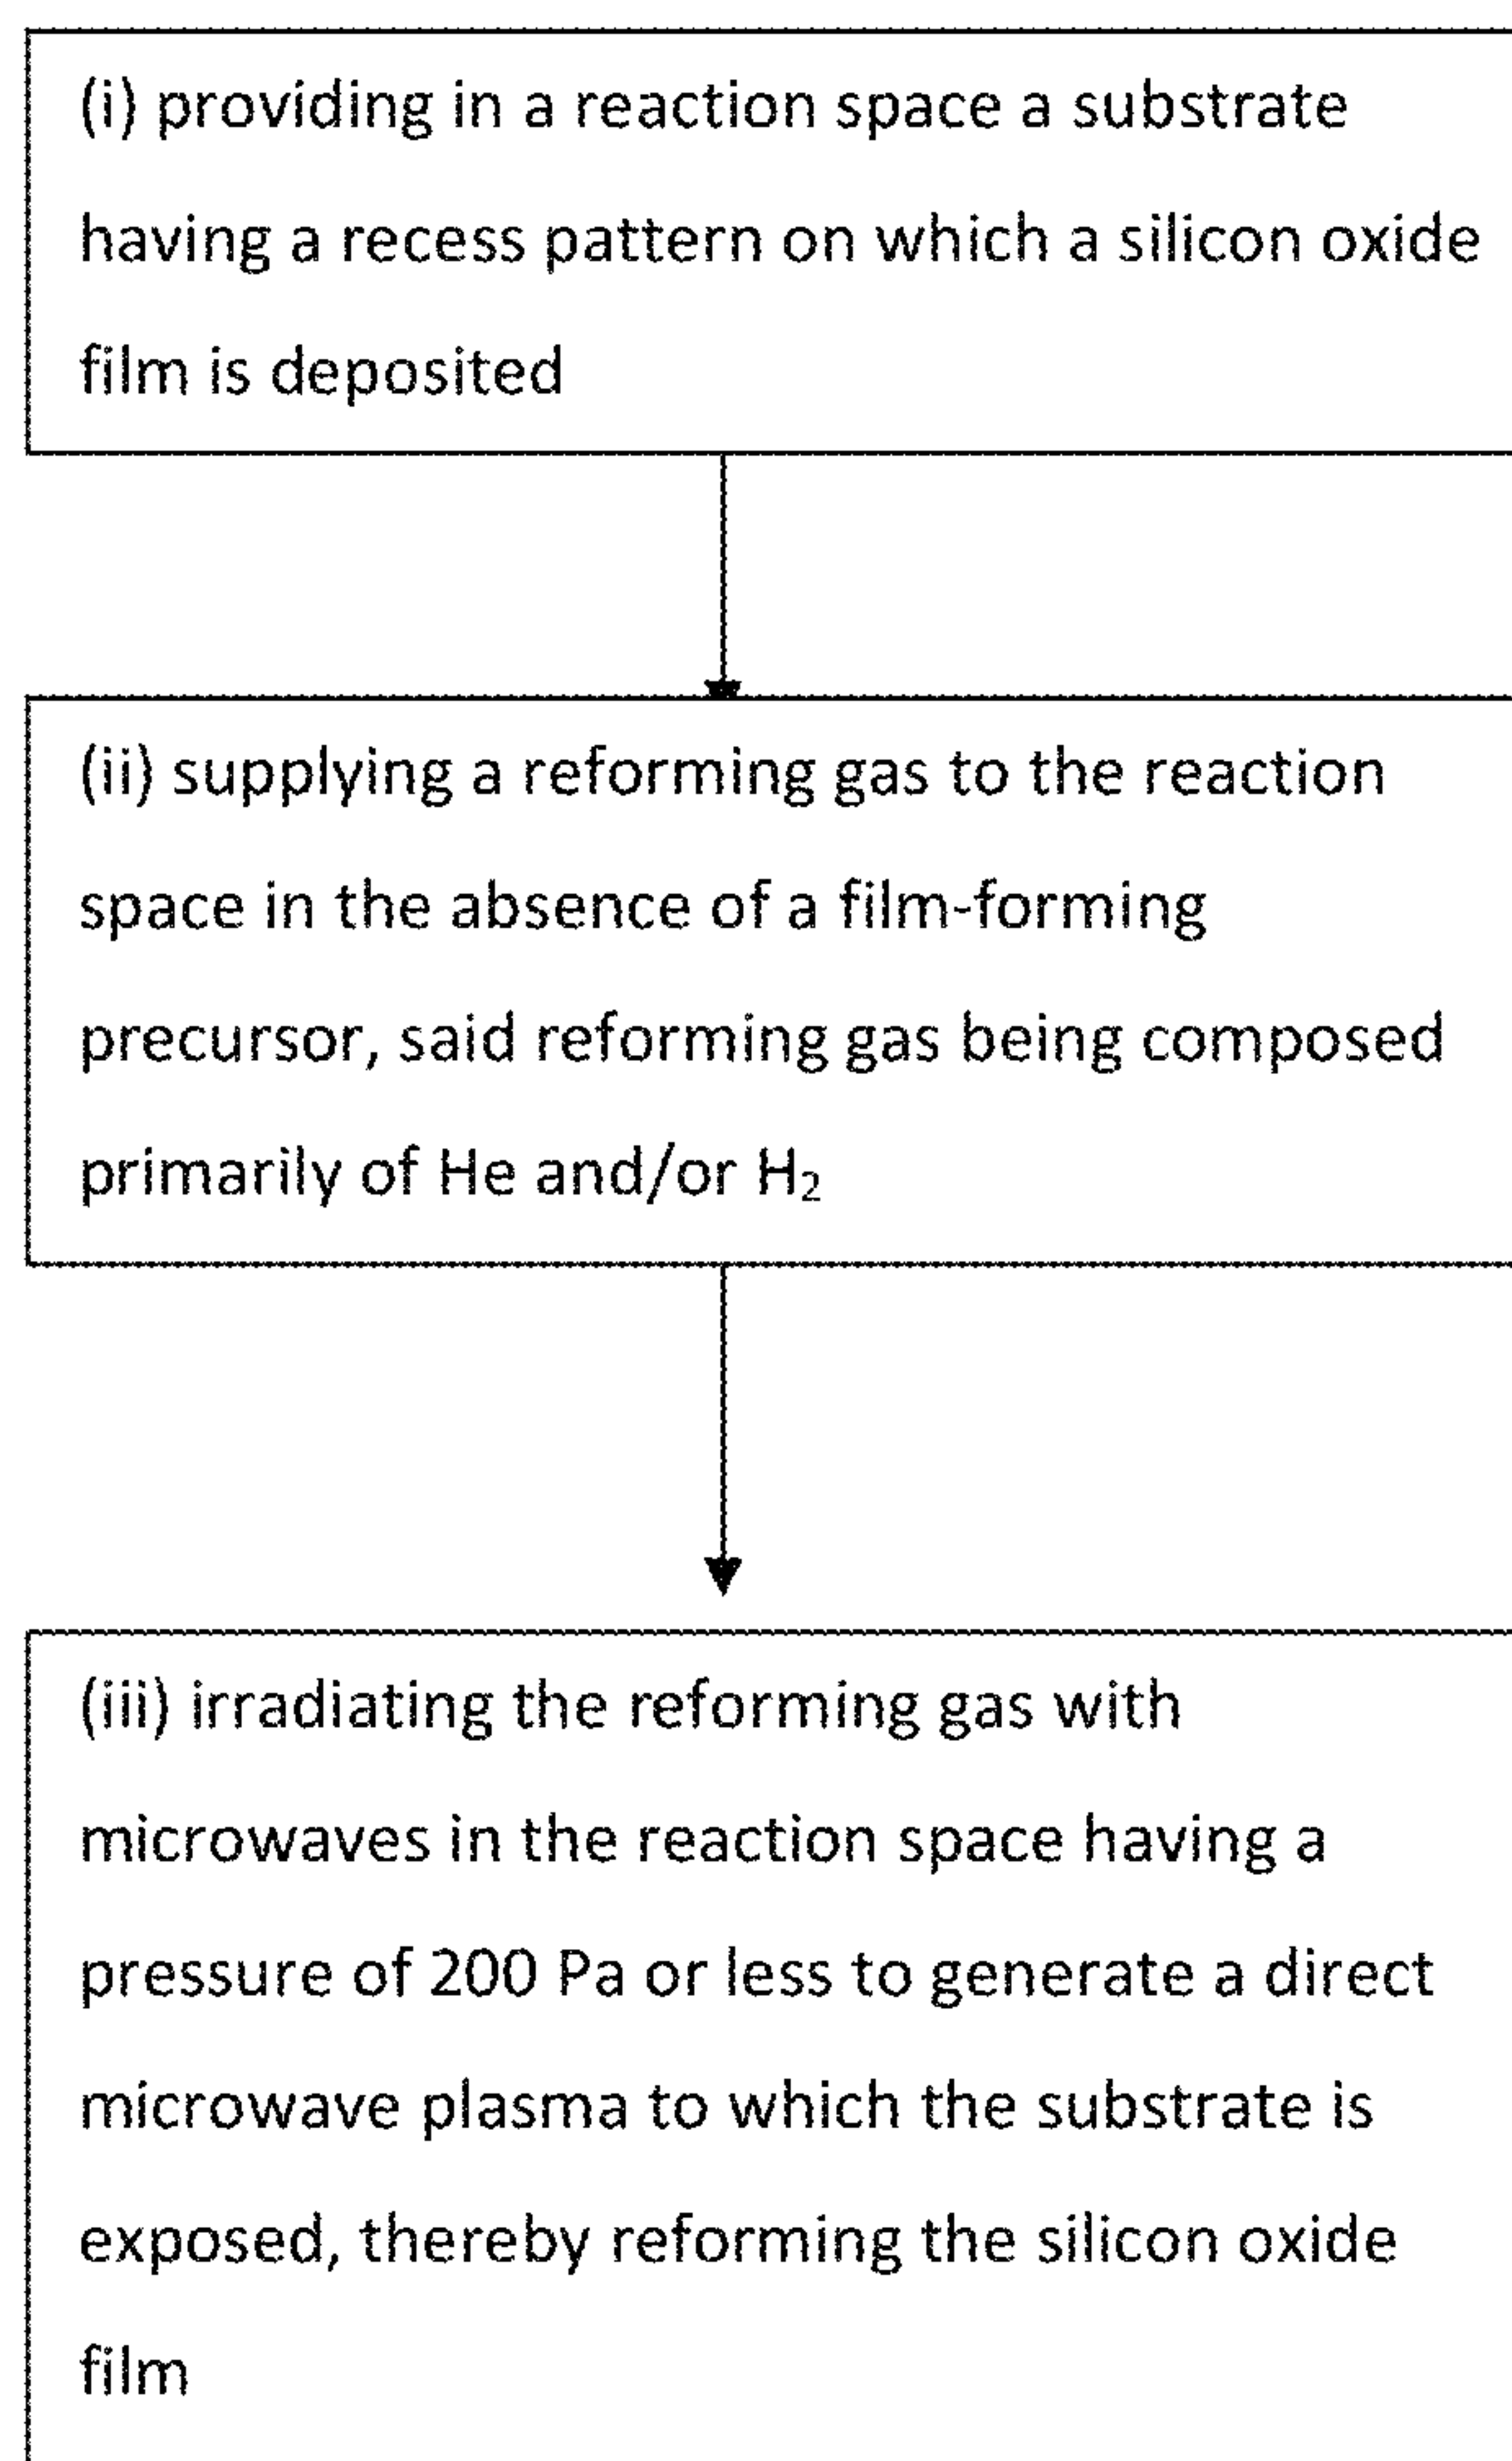 (i) providing in a reaction space a substrate
having a recess pattern on which a silicon oxide
film is deposited
(ii) supplying a reforming gas to the reaction
space in the absence of a film-forming
precursor, said reforming gas being composed
primarily of He and/or H₂
(iii) irradiating the reforming gas with
microwaves in the reaction space having a
pressure of 200 Pa or less to generate a direct
microwave plasma to which the substrate is
exposed, thereby reforming the silicon oxide
film